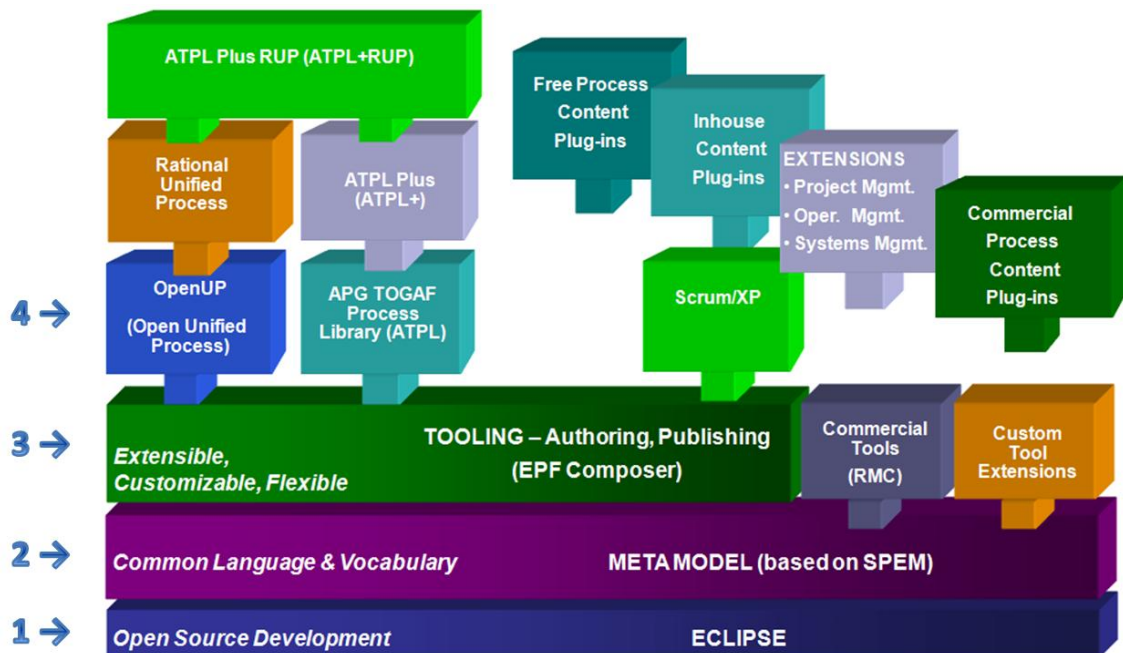 ATPL Plus RUP (ATPL+RUP)
Free Process
Content
Plug-ins
Inhouse
Content
Plug-ins
Rational
Unified
Process
ATPL Plus
(ATPL+)
EXTENSIONS
• Project Mgmt.
• Oper. Mgmt.
• Systems Mgmt.
Commercial
Process
Content
Plug-ins
4 →
OpenUP
(Open Unified
Process)
APG TOGAF
Process
Library (ATPL)
Scrum/XP
3 →
Extensible,
Customizable, Flexible
TOOLING – Authoring, Publishing
(EPF Composer)
Commercial
Tools
(RMC)
Custom
Tool
Extensions
2 →
Common Language & Vocabulary
META MODEL (based on SPEM)
1 →
Open Source Development
ECLIPSE